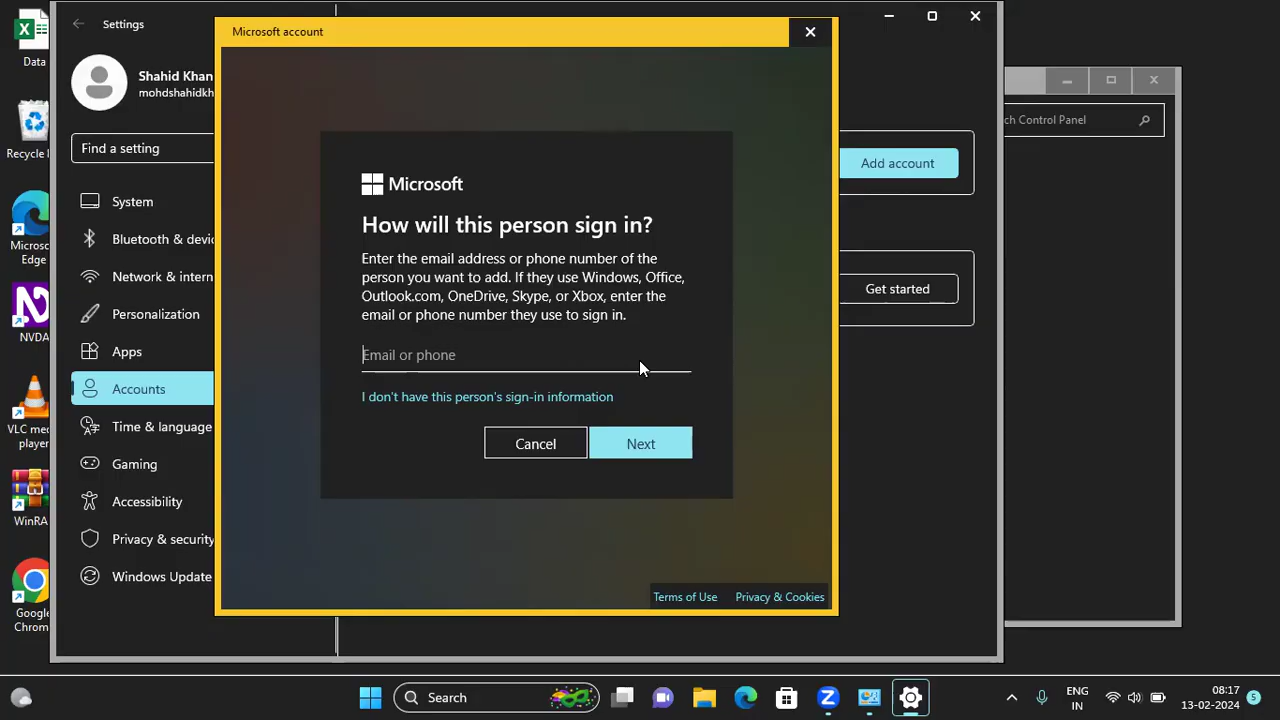 Data
Recycle
Microso
Edge
NVDA
VLC media
player
WinRA
Google
Chrom
Settings
Shahid Khan
mohdshahidkh
Find a setting
System
Bluetooth & devic
Network & intern
Personalization
Apps
Accounts
Time & language
Gaming
Accessibility
Privacy & security
Windows Update
Microsoft account
Microsoft
How will this person sign in?
Enter the email address or phone number of the
person you want to add. If they use Windows, Office,
Outlook.com, OneDrive, Skype, or Xbox, enter the
email or phone number they use to sign in.
Email or phone
I don't have this person's sign-in information
Cancel
Next
Terms of Use
Privacy & Cookies
Add account
Get started
ch Control Panel
Search
ENG
IN
08:17
13-02-2024
5